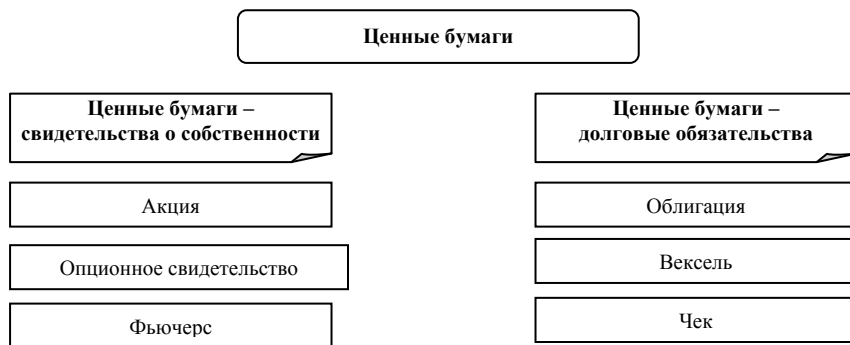 Ценные бумаги
Ценные бумаги –
свидетельства о собственности
Ценные бумаги –
долговые обязательства
Акция
Облигация
Опционное свидетельство
Вексель
Фьючерс
Чек